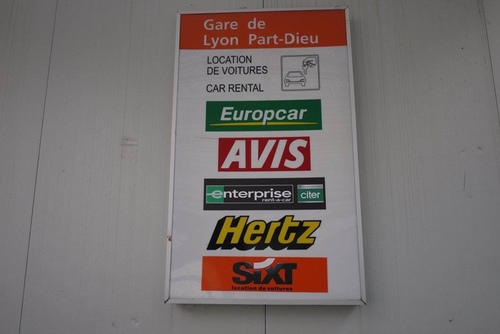 Gare de
Lyon Part-Dieu
LOCATION
DE VOITURES
CAR RENTAL
Europcar
AVIS
enterprise citer
rent-a-car
Hertz
SiXT
location de voitures